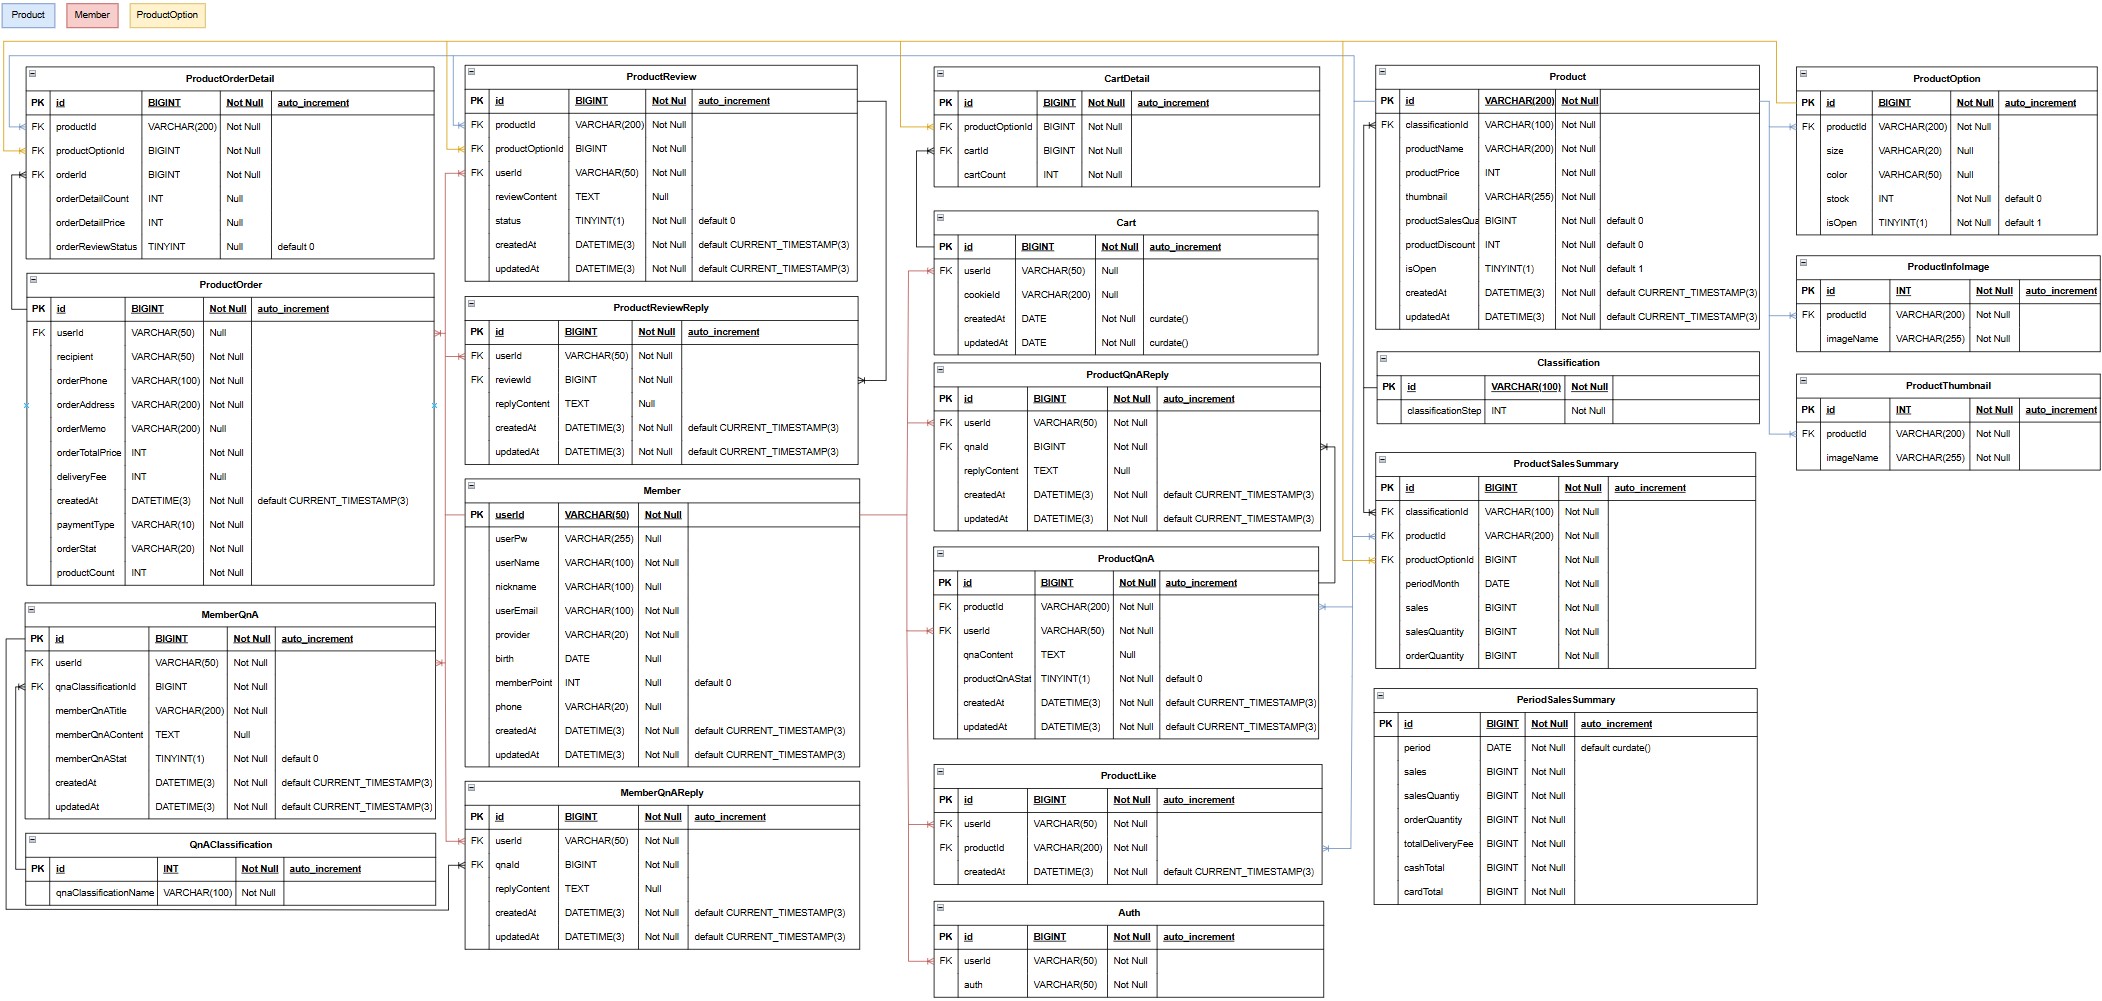 Product
Member
ProductOption
ProductOrderDetail
PK id BIGINT Not Null auto_increment
FK productId VARCHAR(200) Not Null
FK productOptionId BIGINT Not Null
FK orderId BIGINT Not Null
orderDetailCount INT Null
orderDetailPrice INT Null
orderReviewStatus TINYINT Null default 0
ProductOrder
PK id BIGINT Not Null auto_increment
FK userId VARCHAR(50) Null
recipient VARCHAR(50) Not Null
orderPhone VARCHAR(100) Not Null
orderAddress VARCHAR(200) Not Null
orderMemo VARCHAR(200) Null
orderTotalPrice INT Not Null
deliveryFee INT Null
createdAt DATETIME(3) Not Null default CURRENT_TIMESTAMP(3)
paymentType VARCHAR(10) Not Null
orderStat VARCHAR(20) Not Null
productCount INT Not Null
MemberQnA
PK id BIGINT Not Null auto_increment
FK userId VARCHAR(50) Not Null
FK qnaClassificationId BIGINT Not Null
memberQnATitle VARCHAR(200) Not Null
memberQnAContent TEXT Null
memberQnAStat TINYINT(1) Not Null default 0
createdAt DATETIME(3) Not Null default CURRENT_TIMESTAMP(3)
updatedAt DATETIME(3) Not Null default CURRENT_TIMESTAMP(3)
QnAClassification
PK id INT Not Null auto_increment
qnaClassificationName VARCHAR(100) Not Null
ProductReview
PK id BIGINT Not Nul auto_increment
FK productId VARCHAR(200) Not Null
FK productOptionId BIGINT Not Null
FK userId VARCHAR(50) Not Null
reviewContent TEXT Null
status TINYINT(1) Not Null default 0
createdAt DATETIME(3) Not Null default CURRENT_TIMESTAMP(3)
updatedAt DATETIME(3) Not Null default CURRENT_TIMESTAMP(3)
ProductReviewReply
PK id BIGINT Not Null auto_increment
FK userId VARCHAR(50) Not Null
FK reviewId BIGINT Not Null
replyContent TEXT Null
createdAt DATETIME(3) Not Null default CURRENT_TIMESTAMP(3)
updatedAt DATETIME(3) Not Null default CURRENT_TIMESTAMP(3)
Member
PK userId VARCHAR(50) Not Null
userPw VARCHAR(255) Null
userName VARCHAR(100) Not Null
nickname VARCHAR(100) Null
userEmail VARCHAR(100) Not Null
provider VARCHAR(20) Not Null
birth DATE Null
memberPoint INT Null default 0
phone VARCHAR(20) Null
createdAt DATETIME(3) Not Null default CURRENT_TIMESTAMP(3)
updatedAt DATETIME(3) Not Null default CURRENT_TIMESTAMP(3)
MemberQnAReply
PK id BIGINT Not Null auto_increment
FK userId VARCHAR(50) Not Null
FK qnaId BIGINT Not Null
replyContent TEXT Null
createdAt DATETIME(3) Not Null default CURRENT_TIMESTAMP(3)
updatedAt DATETIME(3) Not Null default CURRENT_TIMESTAMP(3)
CartDetail
PK id BIGINT Not Null auto_increment
FK productOptionId BIGINT Not Null
FK cartId BIGINT Not Null
cartCount INT Not Null
Cart
PK id BIGINT Not Null auto_increment
FK userId VARCHAR(50) Null
cookieId VARCHAR(200) Null
createdAt DATE Not Null curdate()
updatedAt DATE Not Null curdate()
ProductQnAReply
PK id BIGINT Not Null auto_increment
FK userId VARCHAR(50) Not Null
FK qnaId BIGINT Not Null
replyContent TEXT Null
createdAt DATETIME(3) Not Null default CURRENT_TIMESTAMP(3)
updatedAt DATETIME(3) Not Null default CURRENT_TIMESTAMP(3)
ProductQnA
PK id BIGINT Not Null auto_increment
FK productId VARCHAR(200) Not Null
FK userId VARCHAR(50) Not Null
qnaContent TEXT Null
productQnAStat TINYINT(1) Not Null default 0
createdAt DATETIME(3) Not Null default CURRENT_TIMESTAMP(3)
updatedAt DATETIME(3) Not Null default CURRENT_TIMESTAMP(3)
ProductLike
PK id BIGINT Not Null auto_increment
FK userId VARCHAR(50) Not Null
FK productId VARCHAR(200) Not Null
createdAt DATETIME(3) Not Null default CURRENT_TIMESTAMP(3)
Auth
PK id BIGINT Not Null auto_increment
FK userId VARCHAR(50) Not Null
auth VARCHAR(50) Not Null
Product
PK id VARCHAR(200) Not Null
FK classificationId VARCHAR(100) Not Null
productName VARCHAR(200) Not Null
productPrice INT Not Null
thumbnail VARCHAR(255) Not Null
productSalesQua BIGINT Not Null default 0
productDiscount INT Not Null default 0
isOpen TINYINT(1) Not Null default 1
createdAt DATETIME(3) Not Null default CURRENT_TIMESTAMP(3)
updatedAt DATETIME(3) Not Null default CURRENT_TIMESTAMP(3)
Classification
PK id VARCHAR(100) Not Null
classificationStep INT Not Null
ProductSalesSummary
PK id BIGINT Not Null auto_increment
FK classificationId VARCHAR(100) Not Null
FK productId VARCHAR(200) Not Null
FK productOptionId BIGINT Not Null
periodMonth DATE Not Null
sales BIGINT Not Null
salesQuantity BIGINT Not Null
orderQuantity BIGINT Not Null
PeriodSalesSummary
PK id BIGINT Not Null auto_increment
period DATE Not Null default curdate()
sales BIGINT Not Null
salesQuantiy BIGINT Not Null
orderQuantity BIGINT Not Null
totalDeliveryFee BIGINT Not Null
cashTotal BIGINT Not Null
cardTotal BIGINT Not Null
ProductOption
PK id BIGINT Not Null auto_increment
FK productId VARCHAR(200) Not Null
size VARHCAR(20) Null
color VARHCAR(50) Null
stock INT Not Null default 0
isOpen TINYINT(1) Not Null default 1
ProductInfoImage
PK id INT Not Null auto_increment
FK productId VARCHAR(200) Not Null
imageName VARCHAR(255) Not Null
ProductThumbnail
PK id INT Not Null auto_increment
FK productId VARCHAR(200) Not Null
imageName VARCHAR(255) Not Null